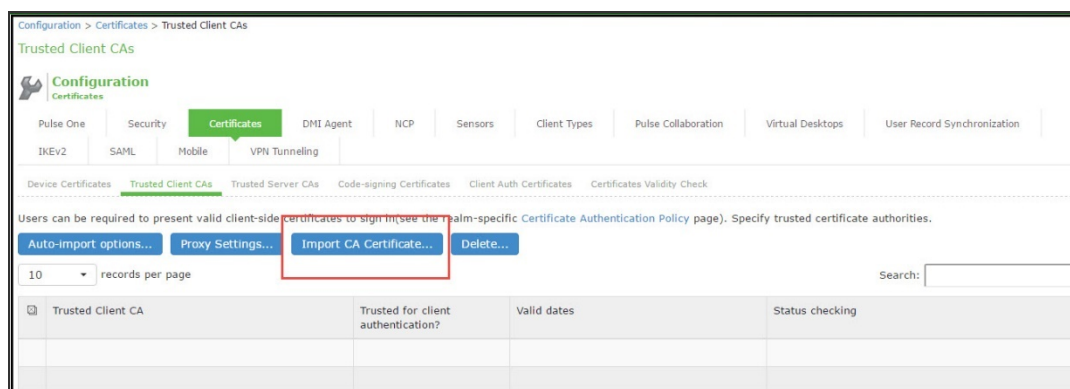 Configuration > Certificates > Trusted Client CAs
Trusted Client CAs
Configuration
Certificates
Pulse One Security Certificates DMI Agent NCP Sensors Client Types Pulse Collaboration Virtual Desktops User Record Synchronization
IKEv2 SAML Mobile VPN Tunneling
Device Certificates Trusted Client CAs Trusted Server CAs Code-signing Certificates Client Auth Certificates Certificates Validity Check
Users can be required to present valid client-side certificates to sign in(see the realm-specific Certificate Authentication Policy page). Specify trusted certificate authorities.
Auto-import options... Proxy Settings... Import CA Certificate... Delete...
10 records per page Search:
Trusted Client CA Trusted for client Valid dates Status checking
authentication?